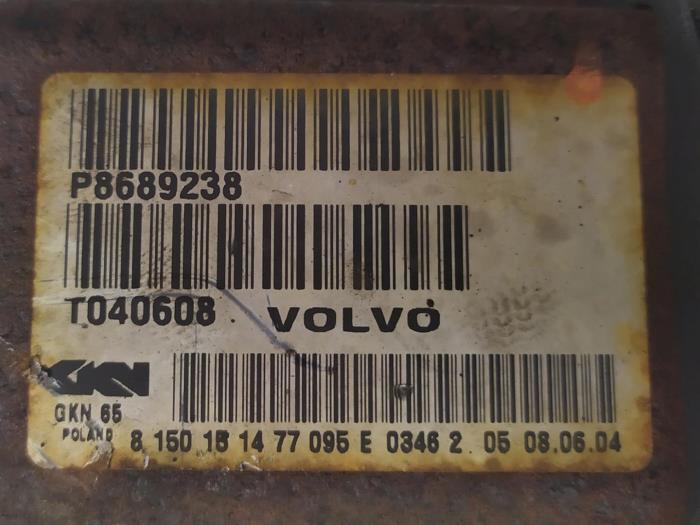 P8689238
T040608 VOLVO
GKN
GKN 65
POLAND
8 150 15 14 77 095 E 0346 2 05 08.06.04